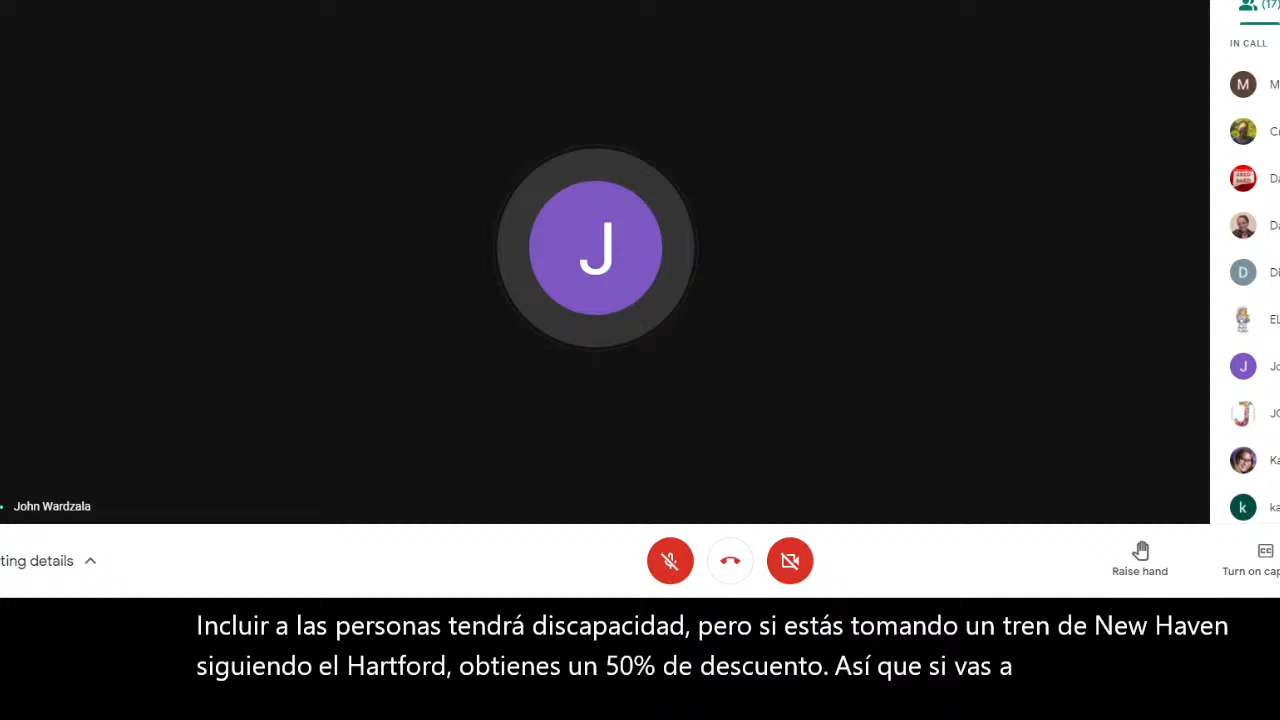 (17)
IN CALL
J
M
D
J
k
John Wardzala
ting details
Raise hand
Turn on cap
Incluir a las personas tendrá discapacidad, pero si estás tomando un tren de New Haven
siguiendo el Hartford, obtienes un 50% de descuento. Así que si vas a